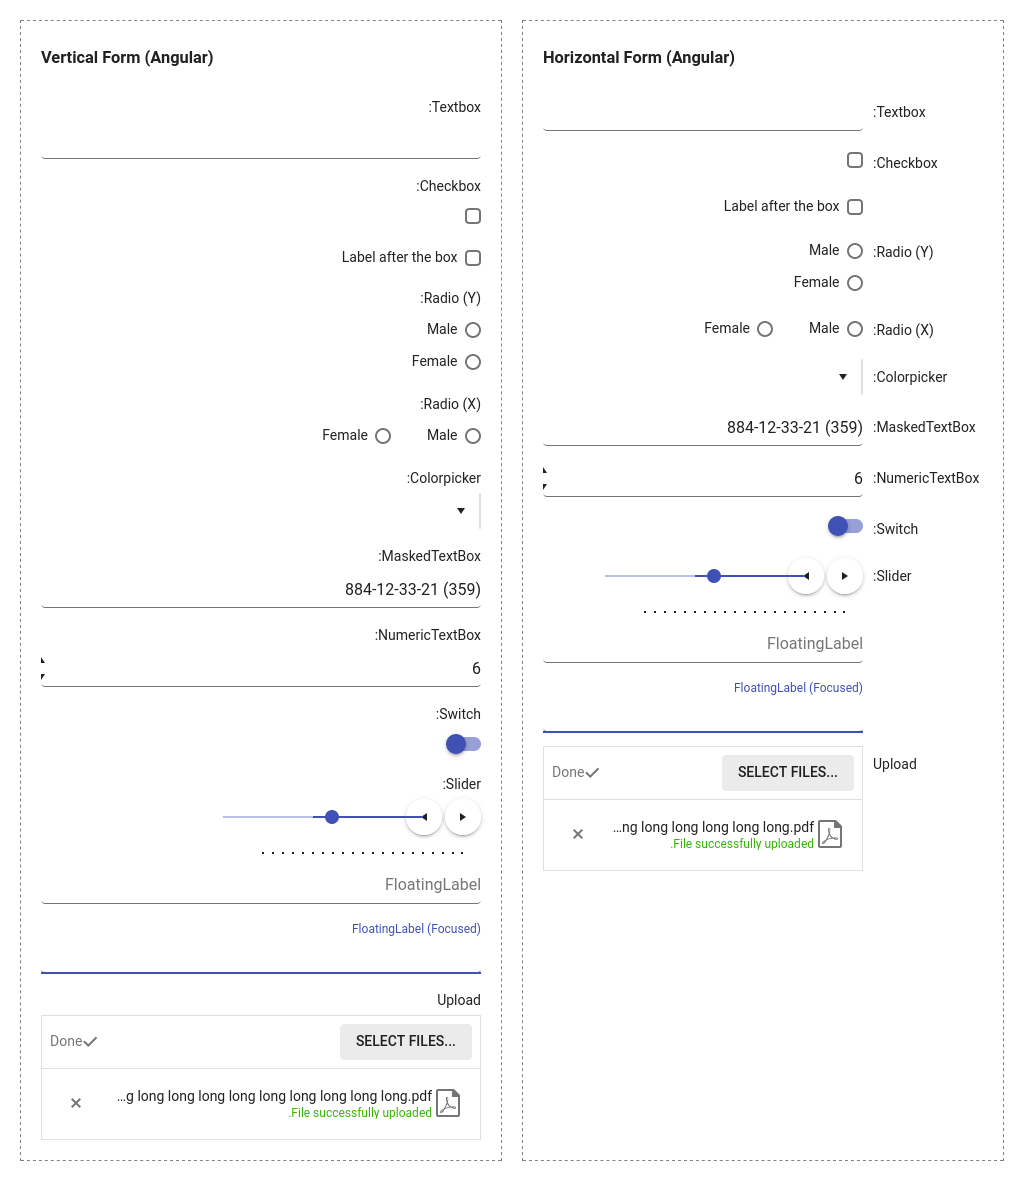 Vertical Form (Angular)
:Textbox
:Checkbox
Label after the box
:Radio (Y)
Male
Female
:Radio (X)
Female Male
:Colorpicker
:MaskedTextBox
884-12-33-21 (359)
:NumericTextBox
6
:Switch
:Slider
FloatingLabel
FloatingLabel (Focused)
Upload
Done SELECT FILES...
...g long long long long long long long long long.pdf
.File successfully uploaded
Horizontal Form (Angular)
:Textbox
:Checkbox
Label after the box
Male :Radio (Y)
Female
Female Male :Radio (X)
:Colorpicker
884-12-33-21 (359) :MaskedTextBox
6 :NumericTextBox
:Switch
:Slider
FloatingLabel
FloatingLabel (Focused)
Upload
Done SELECT FILES...
...ng long long long long long.pdf
.File successfully uploaded